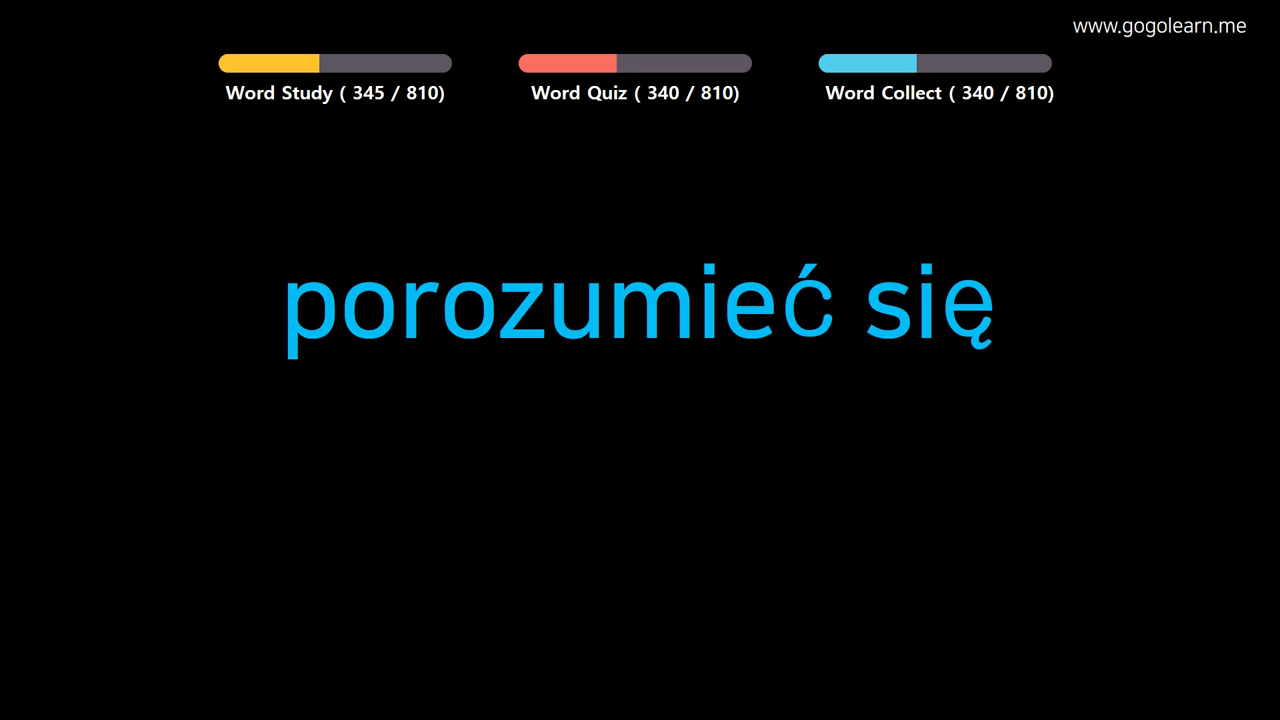 www.gogolearn.me
Word Study ( 345 / 810)
Word Quiz ( 340 / 810)
Word Collect ( 340 / 810)
porozumieć się